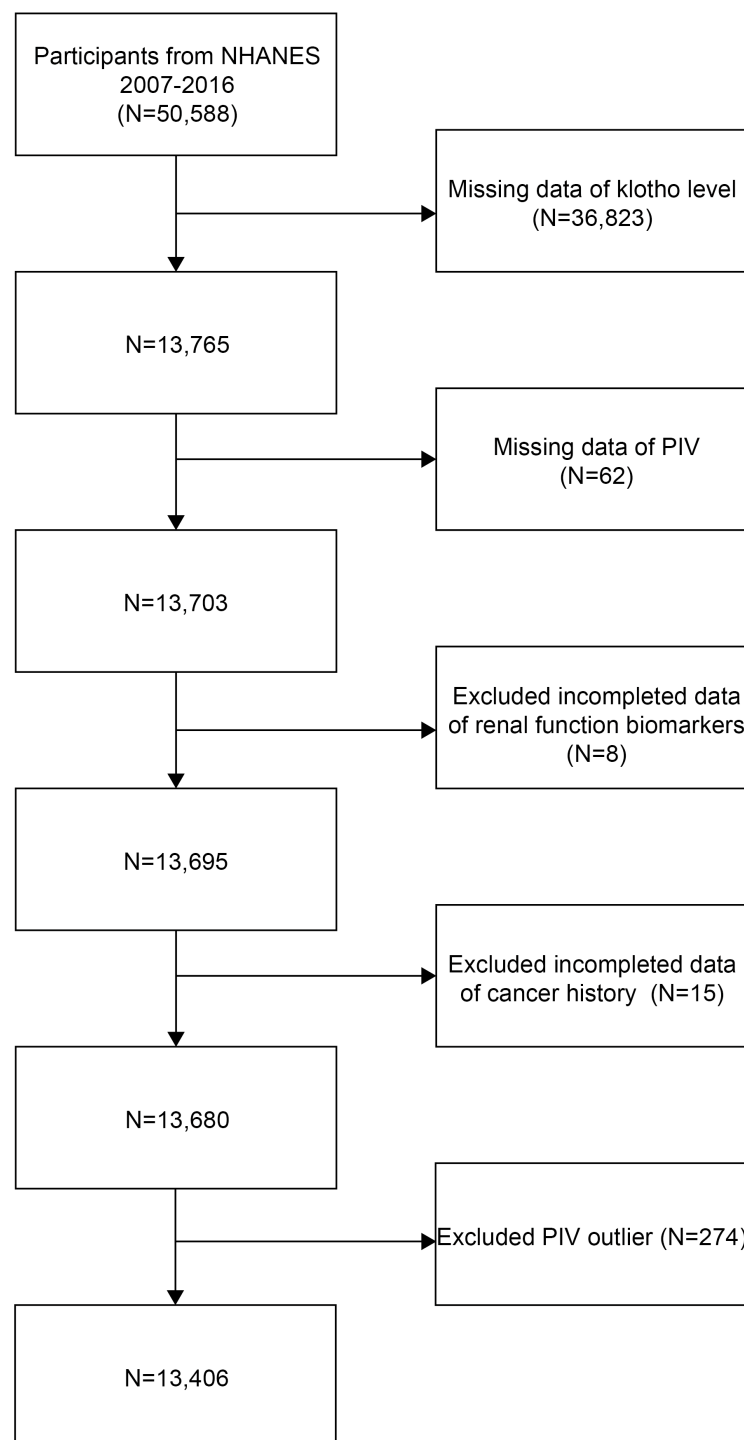 Participants from NHANES
2007-2016
(N=50,588)
Missing data of klotho level
(N=36,823)
N=13,765
Missing data of PIV
(N=62)
N=13,703
Excluded incompleted data
of renal function biomarkers
(N=8)
N=13,695
Excluded incompleted data
of cancer history (N=15)
N=13,680
Excluded PIV outlier (N=274)
N=13,406